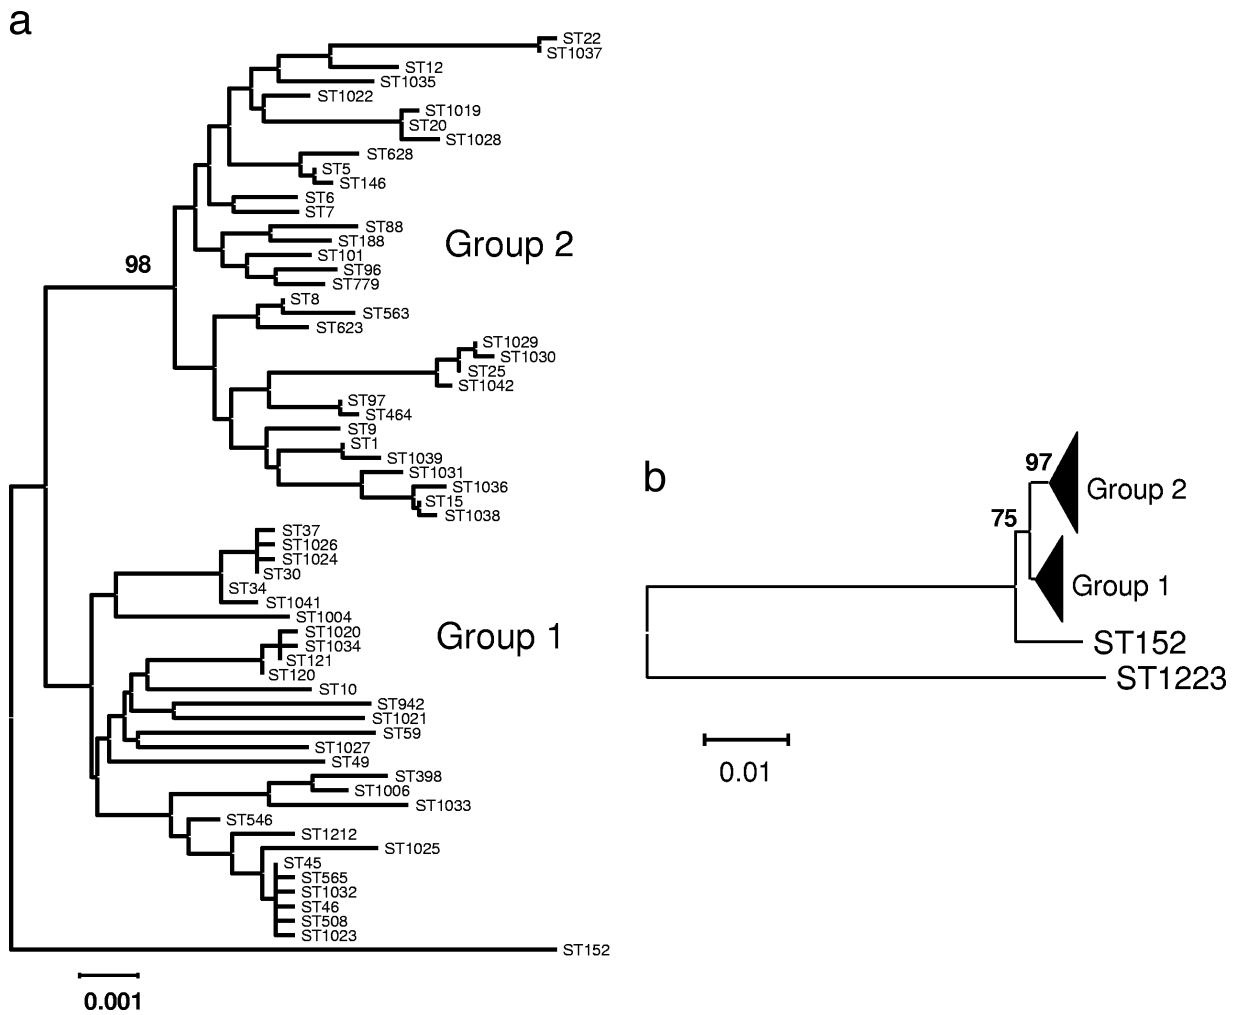 a
ST22
ST1037
ST12
ST1035
ST1022
ST1019
ST20
ST1028
ST628
ST5
ST146
ST6
ST7
ST88
ST188
Group 2
ST101
98
ST96
ST779
ST8
ST563
ST623
ST1029
ST1030
ST25
ST1042
ST97
ST464
ST9
ST1
ST1039
ST1031
ST1036
ST15
ST1038
ST37
ST1026
ST1024
ST30
ST34
ST1041
ST1004
ST1020
ST1034
Group 1
ST121
ST120
ST10
ST942
ST1021
ST59
ST1027
ST49
ST398
ST1006
ST1033
ST546
ST1212
ST1025
ST45
ST565
ST1032
ST46
ST508
ST1023
ST152
0.001
b
97
Group 2
75
Group 1
ST152
ST1223
0.01